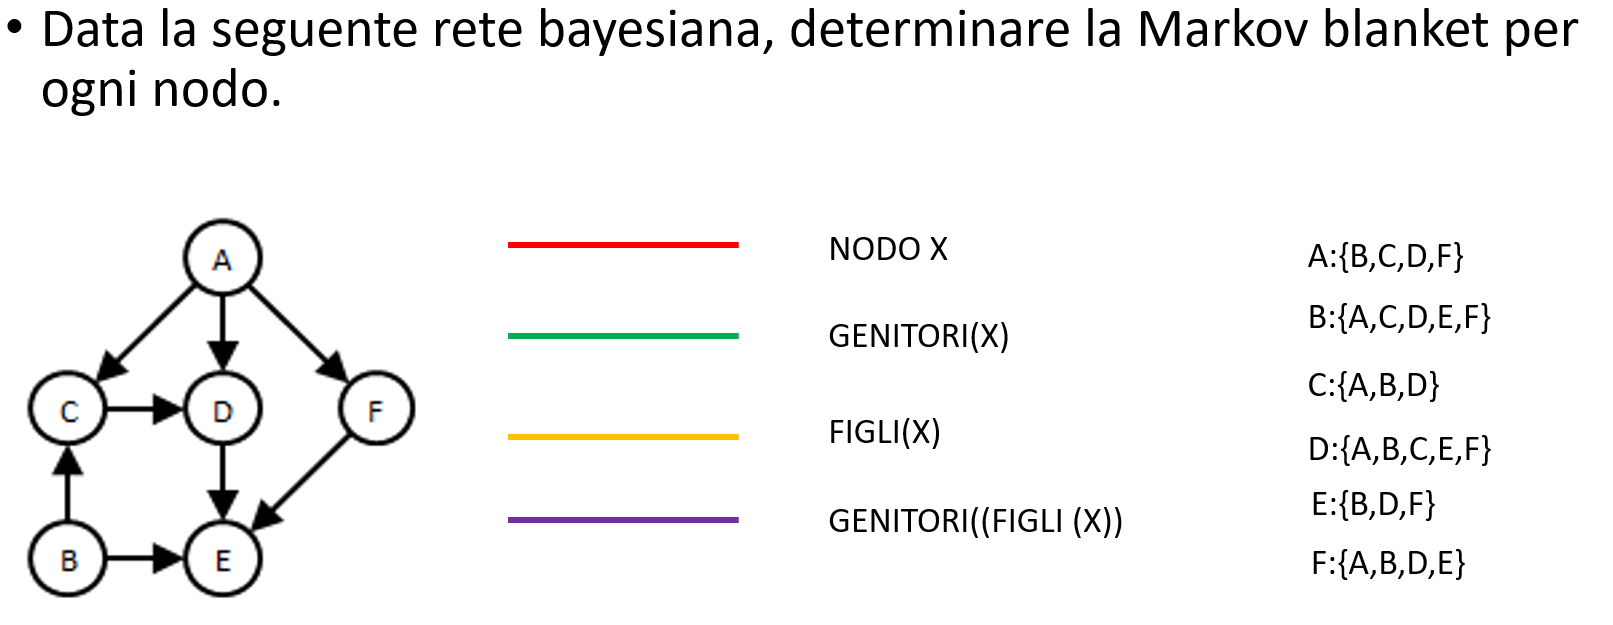 • Data la seguente rete bayesiana, determinare la Markov blanket per
ogni nodo.
A
C
D
F
B
E
NODO X
GENITORI(X)
FIGLI(X)
GENITORI((FIGLI (X))
A:{B,C,D,F}
B:{A,C,D,E,F}
C:{A,B,D}
D:{A,B,C,E,F}
E:{B,D,F}
F:{A,B,D,E}